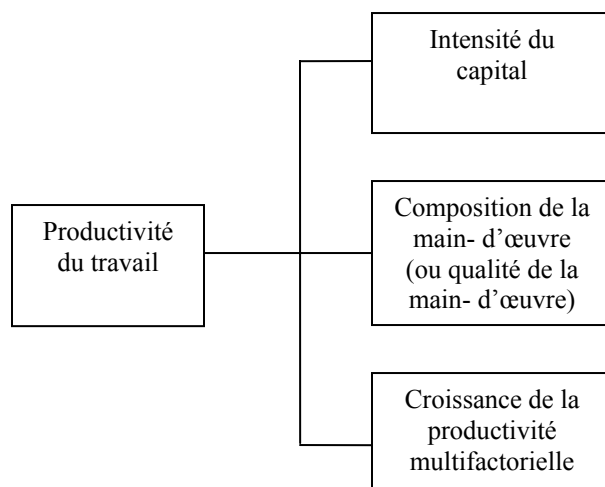 Intensité du
capital
Productivité
du travail
Composition de la
main- d’œuvre
(ou qualité de la
main- d’œuvre)
Croissance de la
productivité
multifactorielle